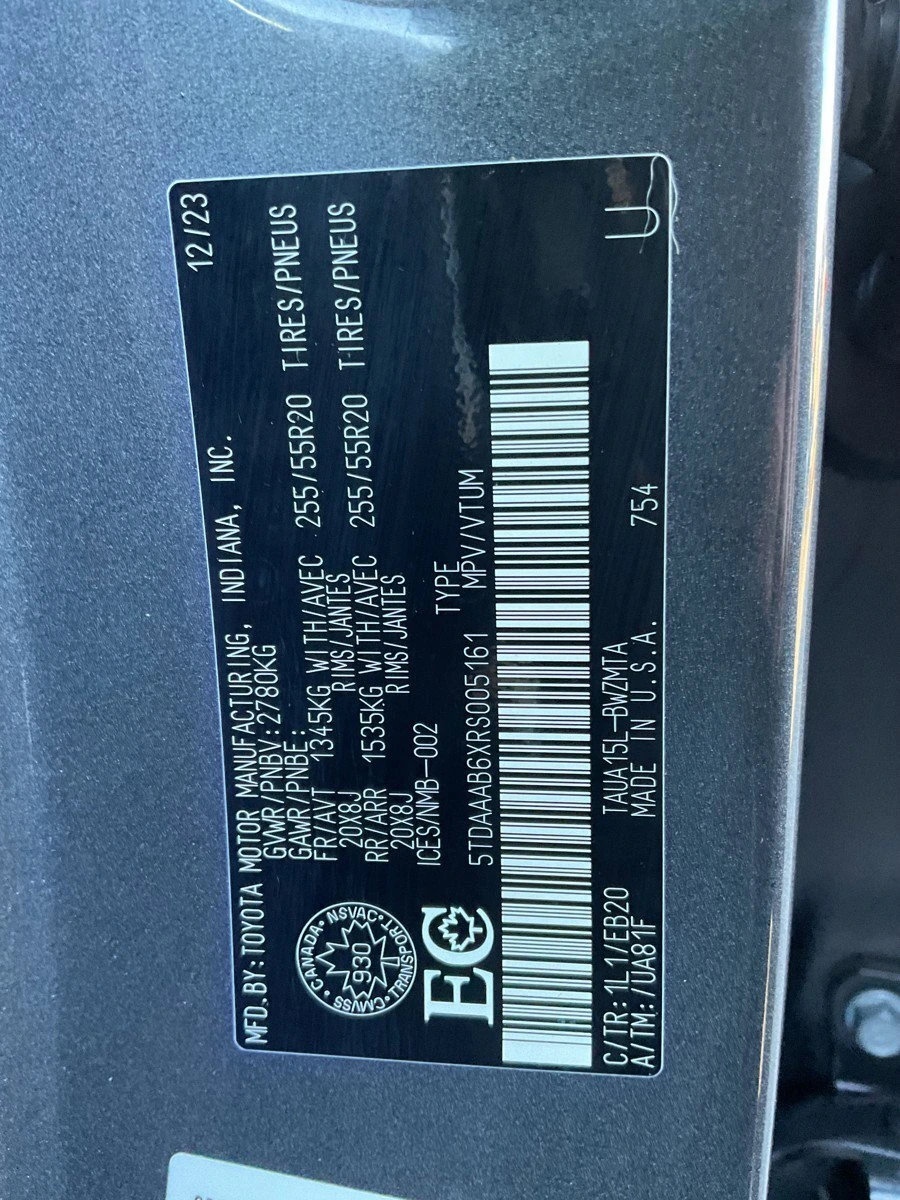 MFD. BY: TOYOTA MOTOR MANUFACTURING, INDIANA, INC. 12/23
GVWR/PNBV: 2780KG
GAWR/PNBE:
FR/AVT 1345KG WITH/AVEC 255/55R20 TIRES/PNEUS
20X8J RIMS/JANTES
RR/ARR 1535KG WITH/AVEC 255/55R20 TIRES/PNEUS
20X8J RIMS/JANTES
ICES/NMB-002 TYPE
5TDAAAB6XRS005161 MPV/VTUM
CANADA NSVAC TRANSPORT CMVSS
930
EC
C/TR: 1L1/EB20 TAUA15L-BWZMTA
A/TM: /UA81F MADE IN U.S.A. 754 U